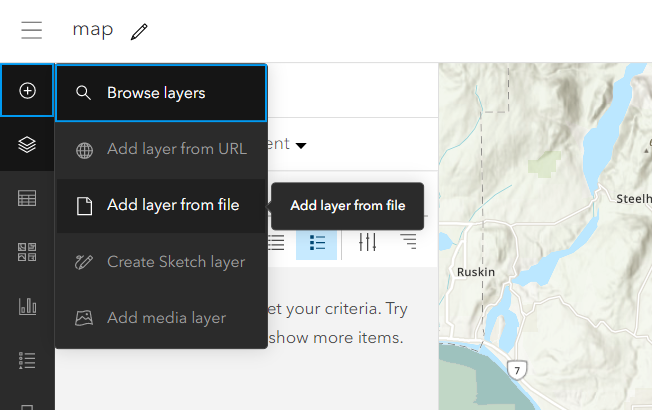 map
Browse layers
Add layer from URL
ent
Add layer from file
Add layer from file
Create Sketch layer
Add media layer
et your criteria. Try
show more items.
Steelh
Ruskin
7